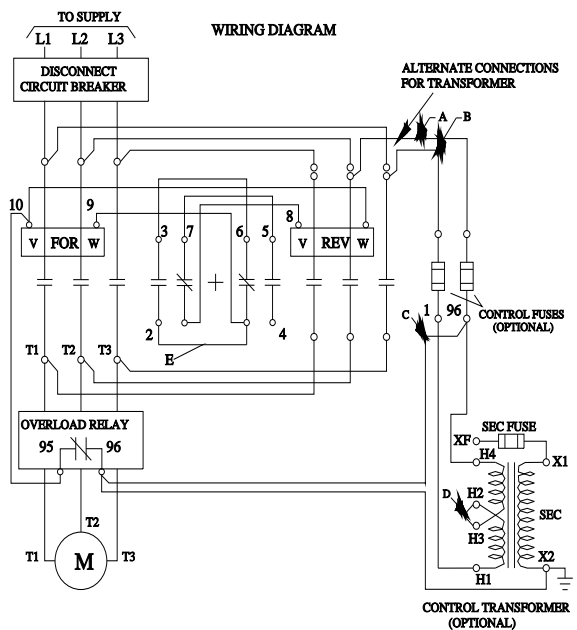 TO SUPPLY
WIRING DIAGRAM
L1 L2 L3
DISCONNECT
CIRCUIT BREAKER
ALTERNATE CONNECTIONS
FOR TRANSFORMER
A B
10 9 8
3 7 6 5
V FOR W
V REV W
2 4
E
C
1 96
CONTROL FUSES
(OPTIONAL)
T1 T2 T3
OVERLOAD RELAY
95 96
SEC FUSE
XF
H4 X1
D H2
SEC
H3
X2
H1
T2
T1 M T3
CONTROL TRANSFORMER
(OPTIONAL)